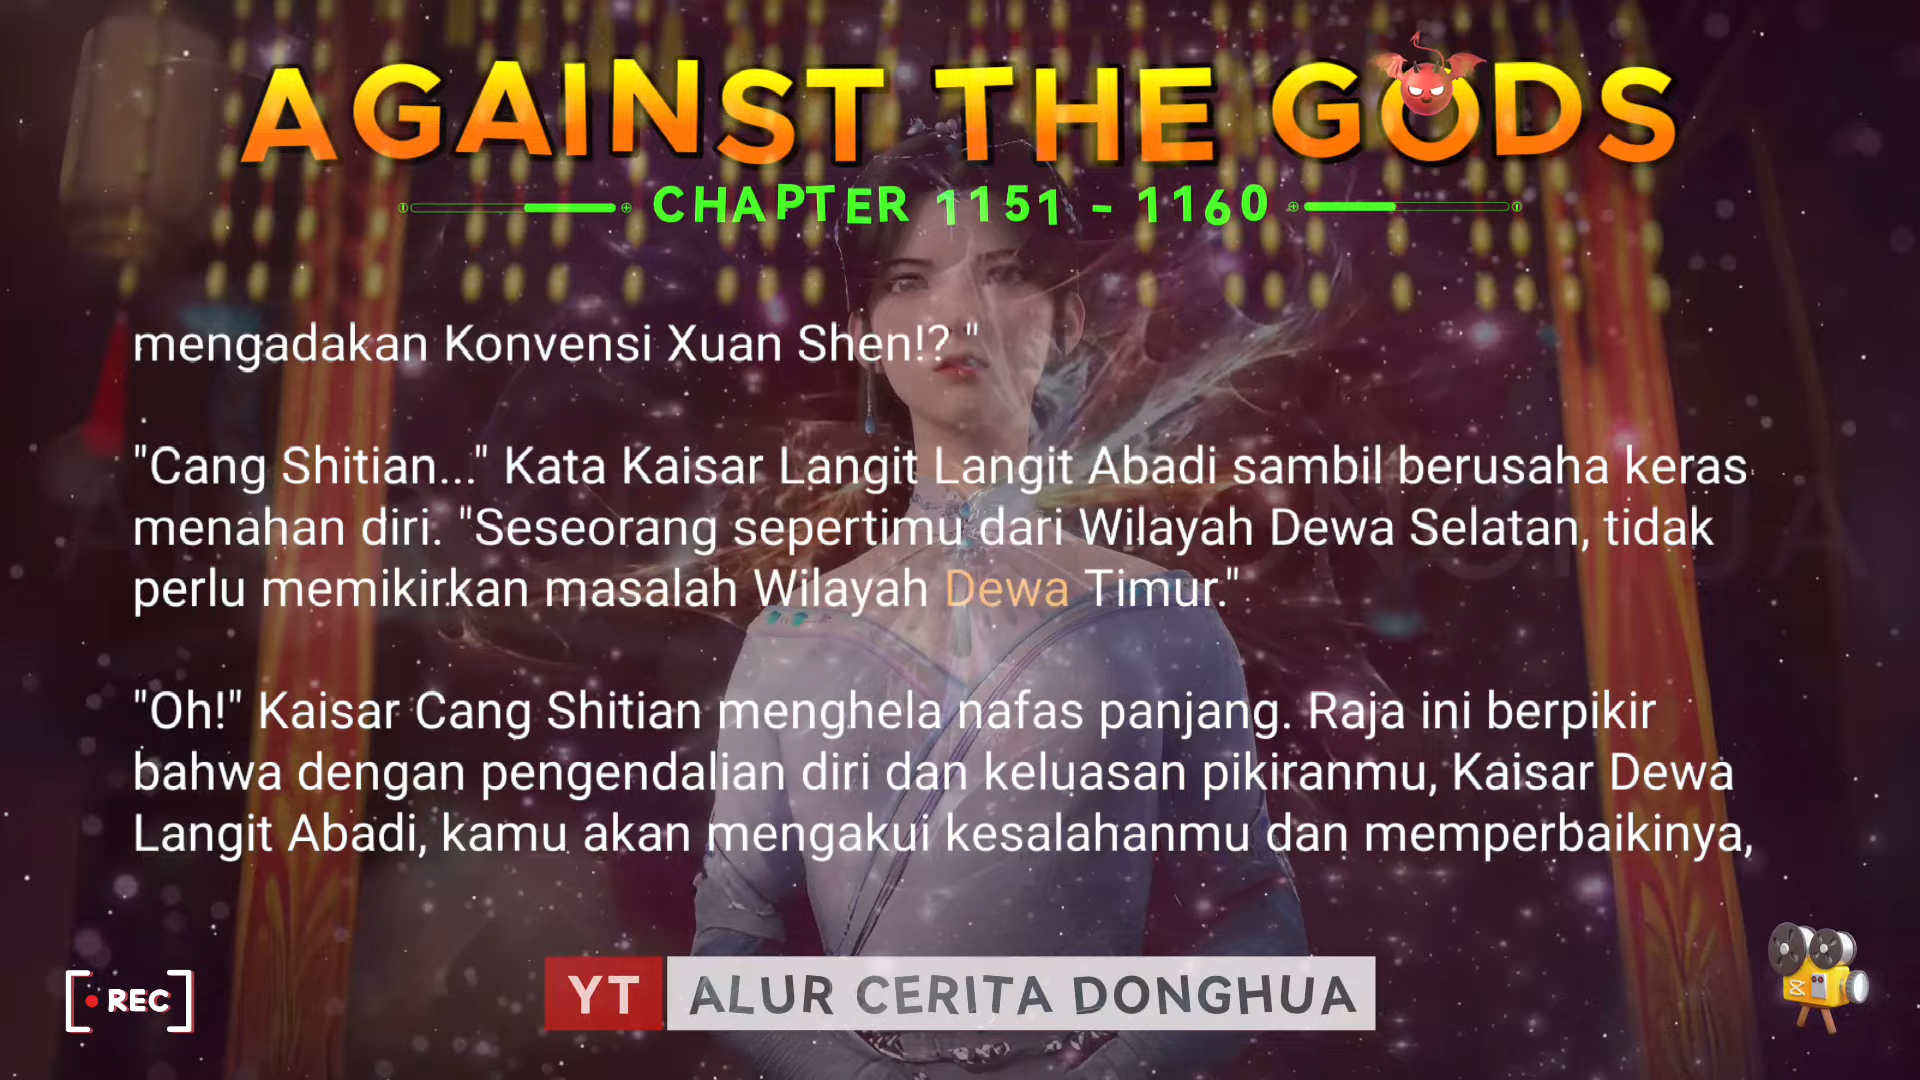 AGAINST THE GODS
CHAPTER 1151 - 1160
mengadakan Konvensi Xuan Shen!? "
"Cang Shitian..." Kata Kaisar Langit Langit Abadi sambil berusaha keras
menahan diri. "Seseorang sepertimu dari Wilayah Dewa Selatan, tidak
perlu memikirkan masalah Wilayah Dewa Timur."
"Oh!" Kaisar Cang Shitian menghela nafas panjang. Raja ini berpikir
bahwa dengan pengendalian diri dan keluasan pikiranmu, Kaisar Dewa
Langit Abadi, kamu akan mengakui kesalahanmu dan memperbaikinya,
REC
YT ALUR CERITA DONGHUA